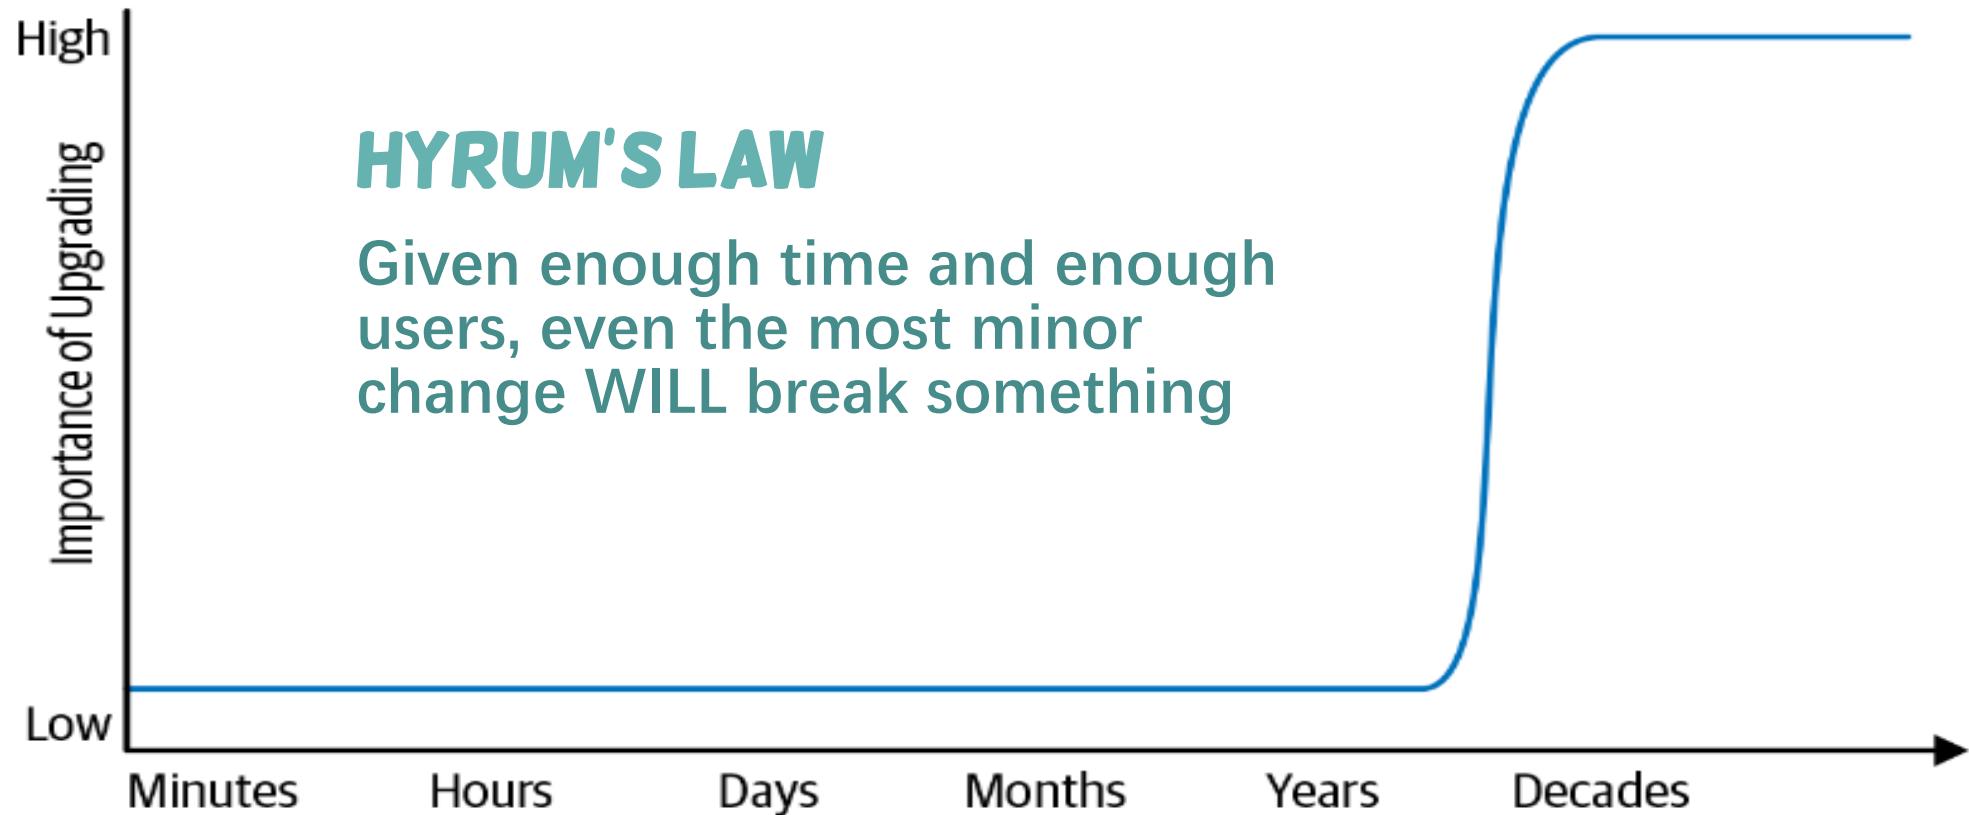 High
HYRUM'S LAW
Given enough time and enough
users, even the most minor
change WILL break something
Importance of Upgrading
Low
Minutes Hours Days Months Years Decades